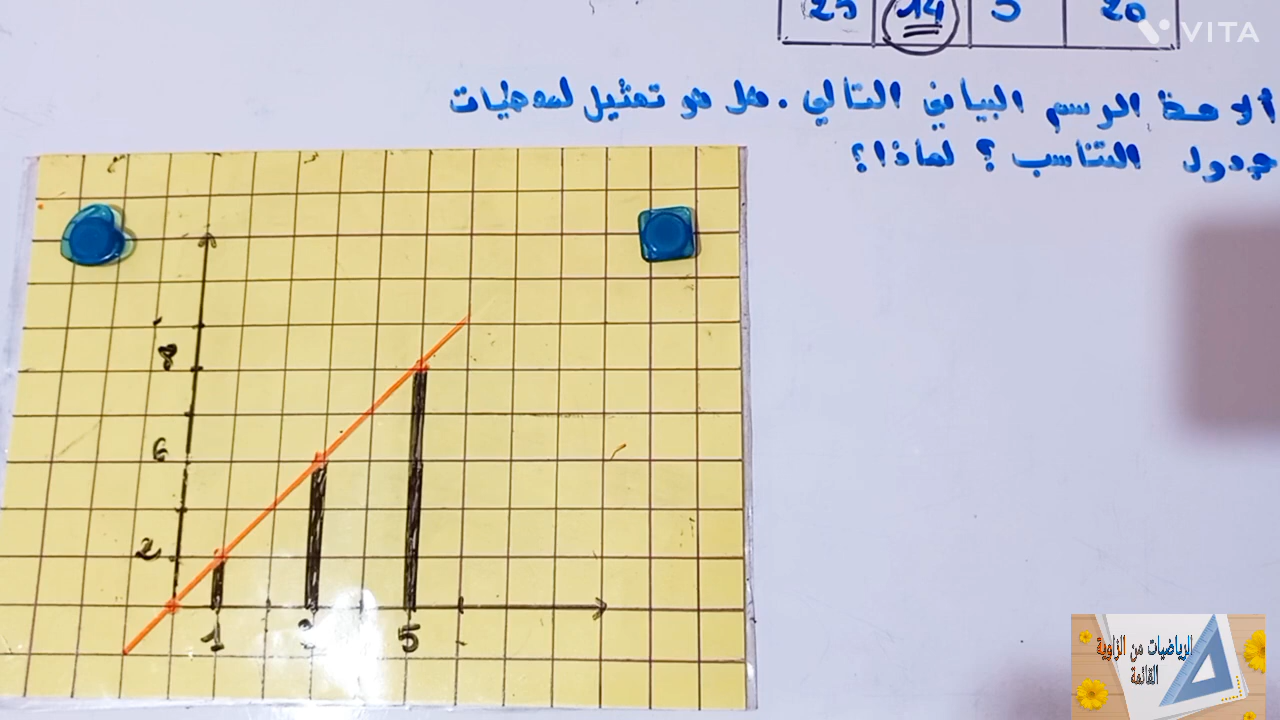 25 14 5 20
VITA
ألاحظ الرسم البياني التالي. هل هو تمثيل لمعطيات
جدول التناسب؟ لماذا؟
8
6
2
1 3 5
الرياضيات من الزاوية
القائمة